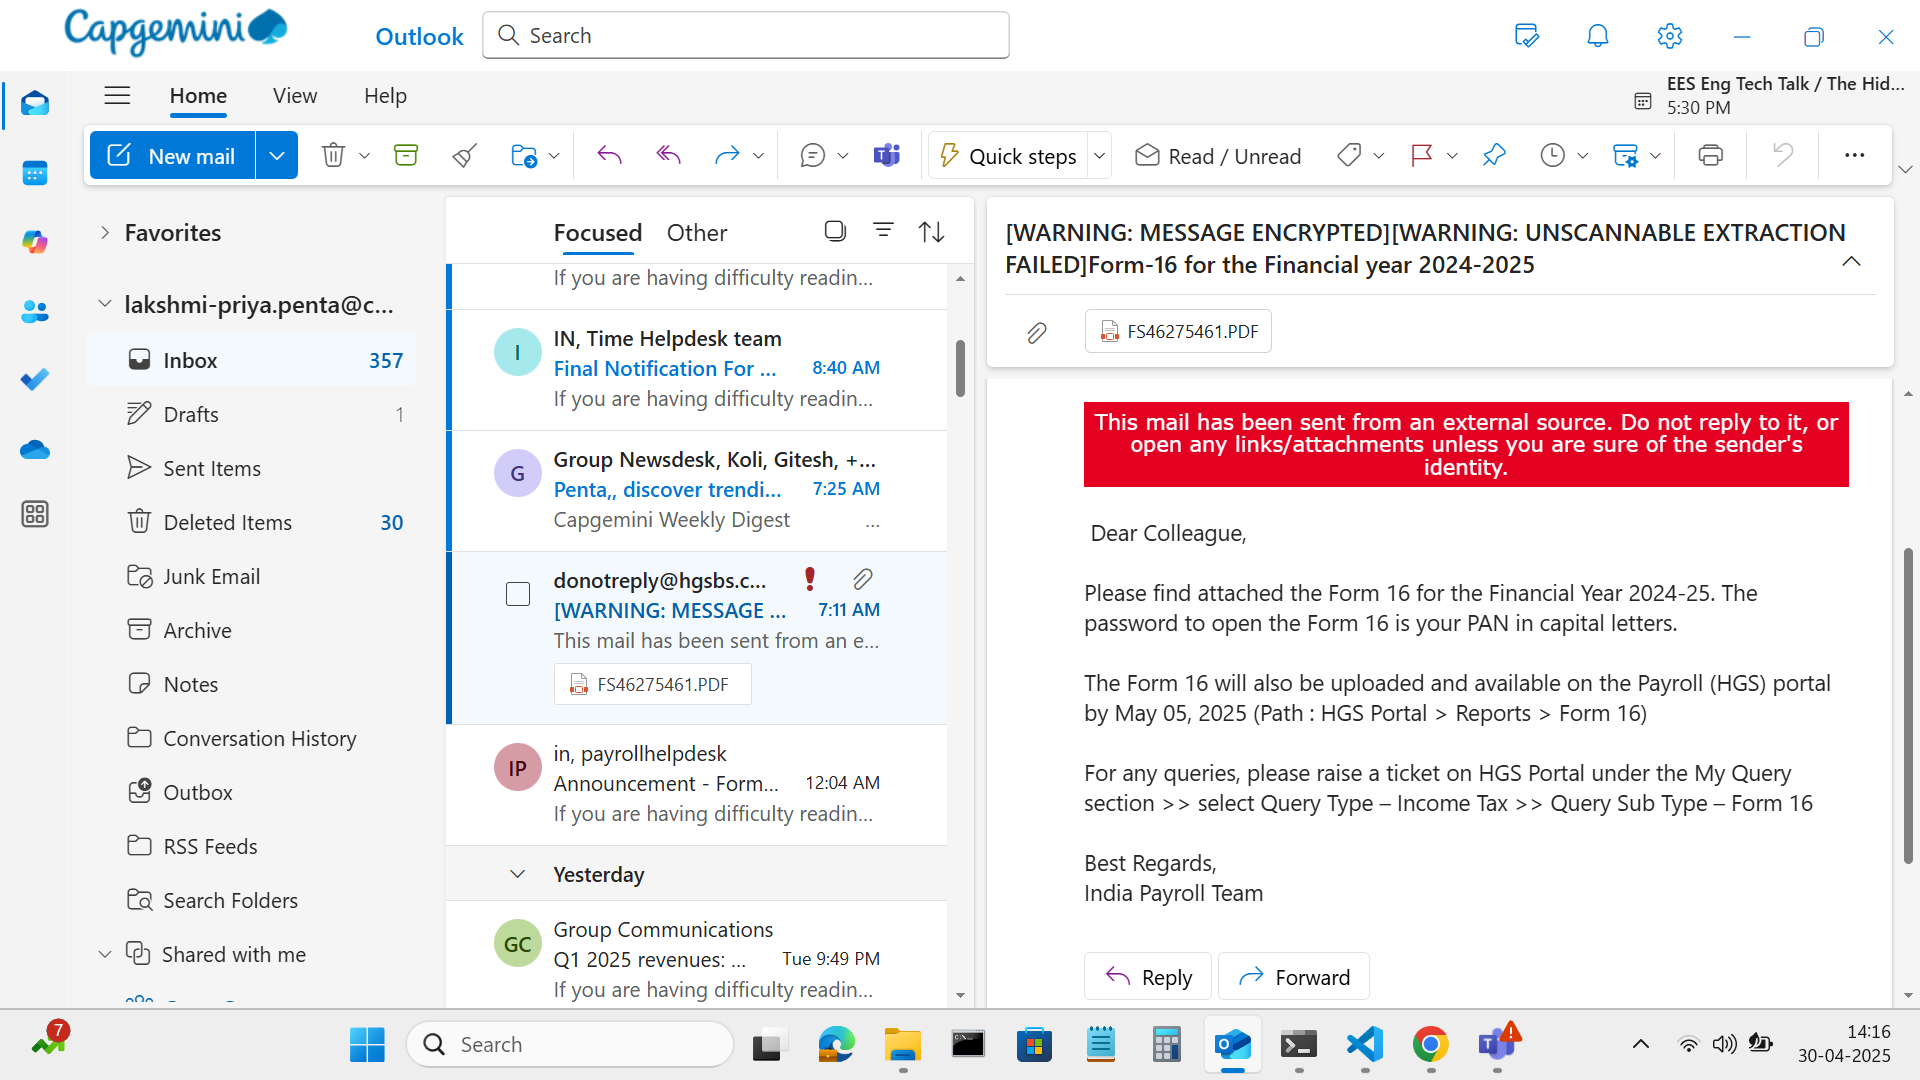 Capgemini
Outlook
Search
Home
View
Help
EES Eng Tech Talk / The Hid...
5:30 PM
New mail
Quick steps
Read / Unread
Favorites
lakshmi-priya.penta@c...
Inbox 357
Drafts 1
Sent Items
Deleted Items 30
Junk Email
Archive
Notes
Conversation History
Outbox
RSS Feeds
Search Folders
Shared with me
Focused
Other
If you are having difficulty readin...
I
IN, Time Helpdesk team
Final Notification For ... 8:40 AM
If you are having difficulty readin...
G
Group Newsdesk, Koli, Gitesh, +...
Penta,, discover trendi... 7:25 AM
Capgemini Weekly Digest ...
donotreply@hgsbs.c...
[WARNING: MESSAGE ... 7:11 AM
This mail has been sent from an e...
FS46275461.PDF
IP
in, payrollhelpdesk
Announcement - Form... 12:04 AM
If you are having difficulty readin...
Yesterday
GC
Group Communications
Q1 2025 revenues: ... Tue 9:49 PM
If you are having difficulty readin...
[WARNING: MESSAGE ENCRYPTED][WARNING: UNSCANNABLE EXTRACTION
FAILED]Form-16 for the Financial year 2024-2025
FS46275461.PDF
This mail has been sent from an external source. Do not reply to it, or
open any links/attachments unless you are sure of the sender's
identity.
Dear Colleague,
Please find attached the Form 16 for the Financial Year 2024-25. The
password to open the Form 16 is your PAN in capital letters.
The Form 16 will also be uploaded and available on the Payroll (HGS) portal
by May 05, 2025 (Path : HGS Portal > Reports > Form 16)
For any queries, please raise a ticket on HGS Portal under the My Query
section >> select Query Type – Income Tax >> Query Sub Type – Form 16
Best Regards,
India Payroll Team
Reply
Forward
7
Search
14:16
30-04-2025